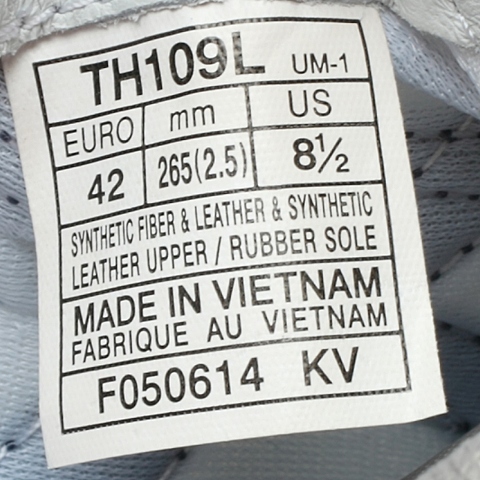 TH109L UM-1
EURO mm US
42 265(2.5) 8½
SYNTHETIC FIBER & LEATHER & SYNTHETIC
LEATHER UPPER / RUBBER SOLE
MADE IN VIETNAM
FABRIQUE AU VIETNAM
F050614 KV